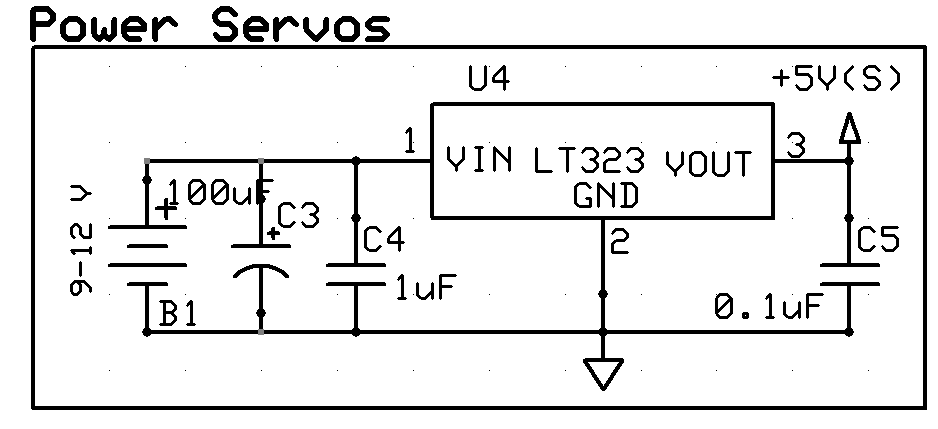 Power Servos
U4
+5V(S)
1
VIN LT323 VOUT
GND
3
100uF
+
9-12 V
C3
+
2
C4
C5
1uF
0.1uF
B1